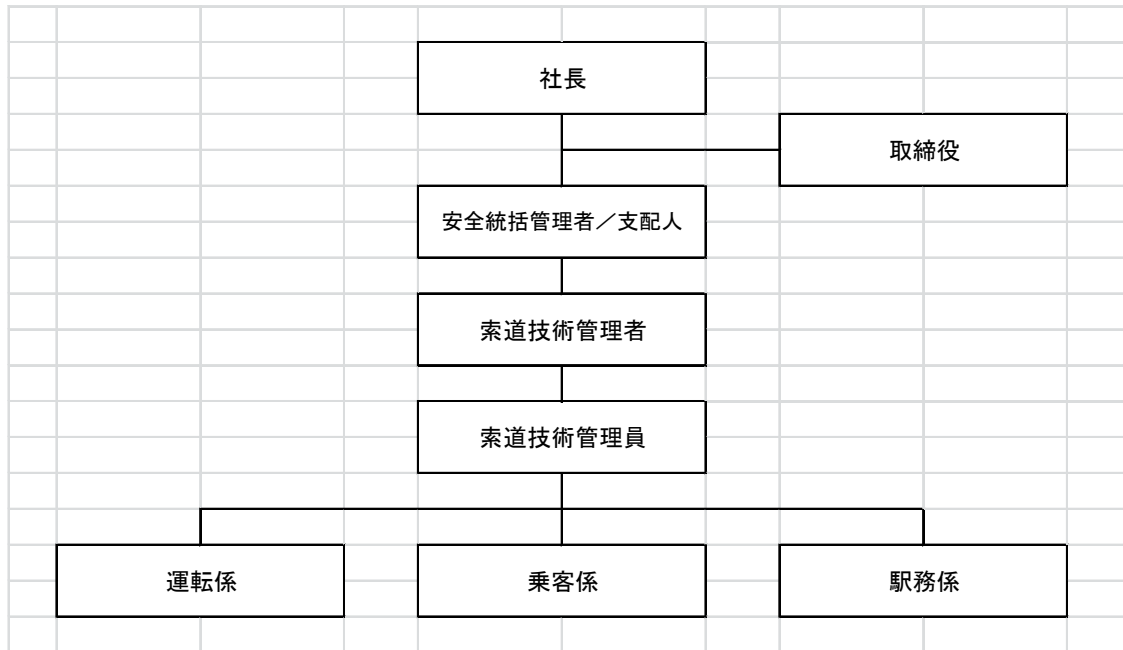 社長
取締役
安全統括管理者／支配人
索道技術管理者
索道技術管理員
運転係
乗客係
駅務係